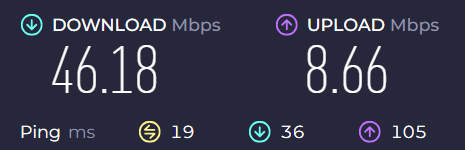 DOWNLOAD Mbps UPLOAD Mbps
46.18 8.66
Ping ms 19 36 105